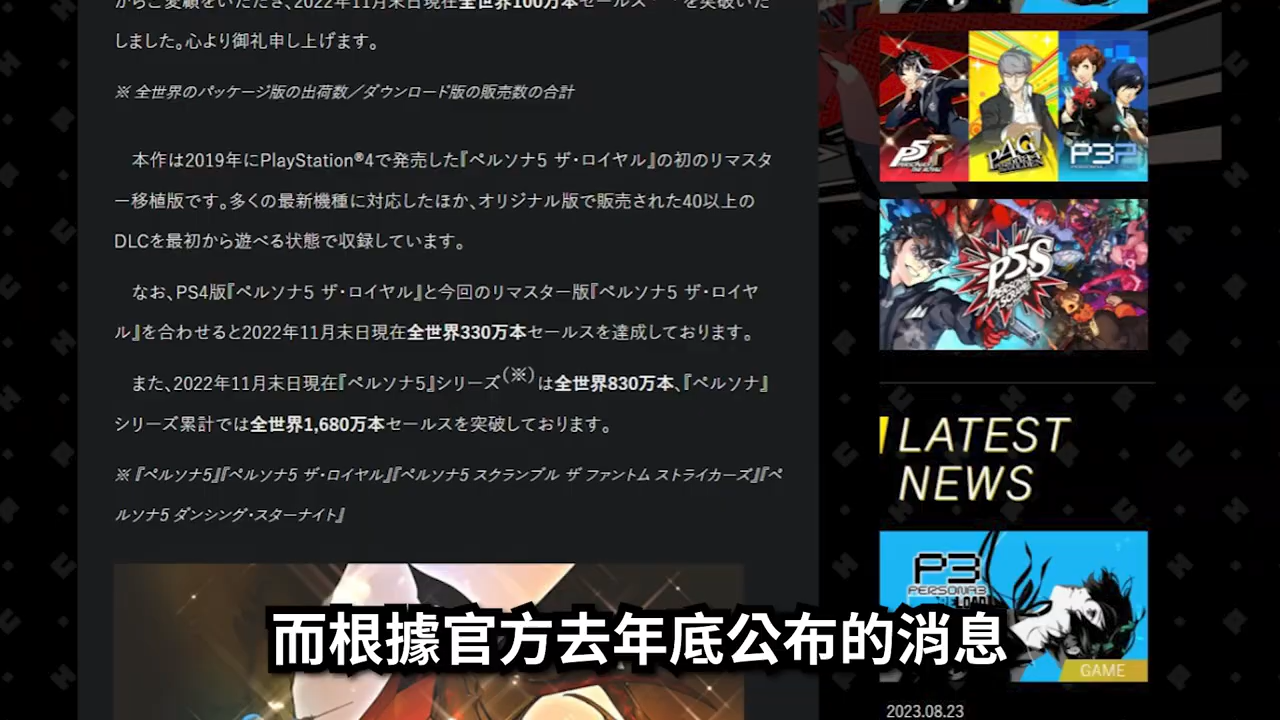 からご愛顧をいただき、2022年11月末日現在全世界100万本セールス を突破いた
しました。心より御礼申し上げます。
※ 全世界のパッケージ版の出荷数／ダウンロード版の販売数の合計
本作は2019年にPlayStation®4で発売した『ペルソナ5 ザ・ロイヤル』の初のリマスタ
ー移植版です。多くの最新機種に対応したほか、オリジナル版で販売された40以上の
DLCを最初から遊べる状態で収録しています。
なお、PS4版『ペルソナ5 ザ・ロイヤル』と今回のリマスター版『ペルソナ5 ザ・ロイヤ
ル』を合わせると2022年11月末日現在全世界330万本セールスを達成しております。
また、2022年11月末日現在『ペルソナ5』シリーズ(※)は全世界830万本、『ペルソナ』
シリーズ累計では全世界1,680万本セールスを突破しております。
※『ペルソナ5』『ペルソナ5 ザ・ロイヤル』『ペルソナ5 スクランブル ザ ファントム ストライカーズ』『ペ
ルソナ5 ダンシング・スターナイト』
P5
P4G
P3P
P5S
LATEST
NEWS
P3
PERSONA3
RELOAD
GAME
2023.08.23
而根據官方去年底公布的消息